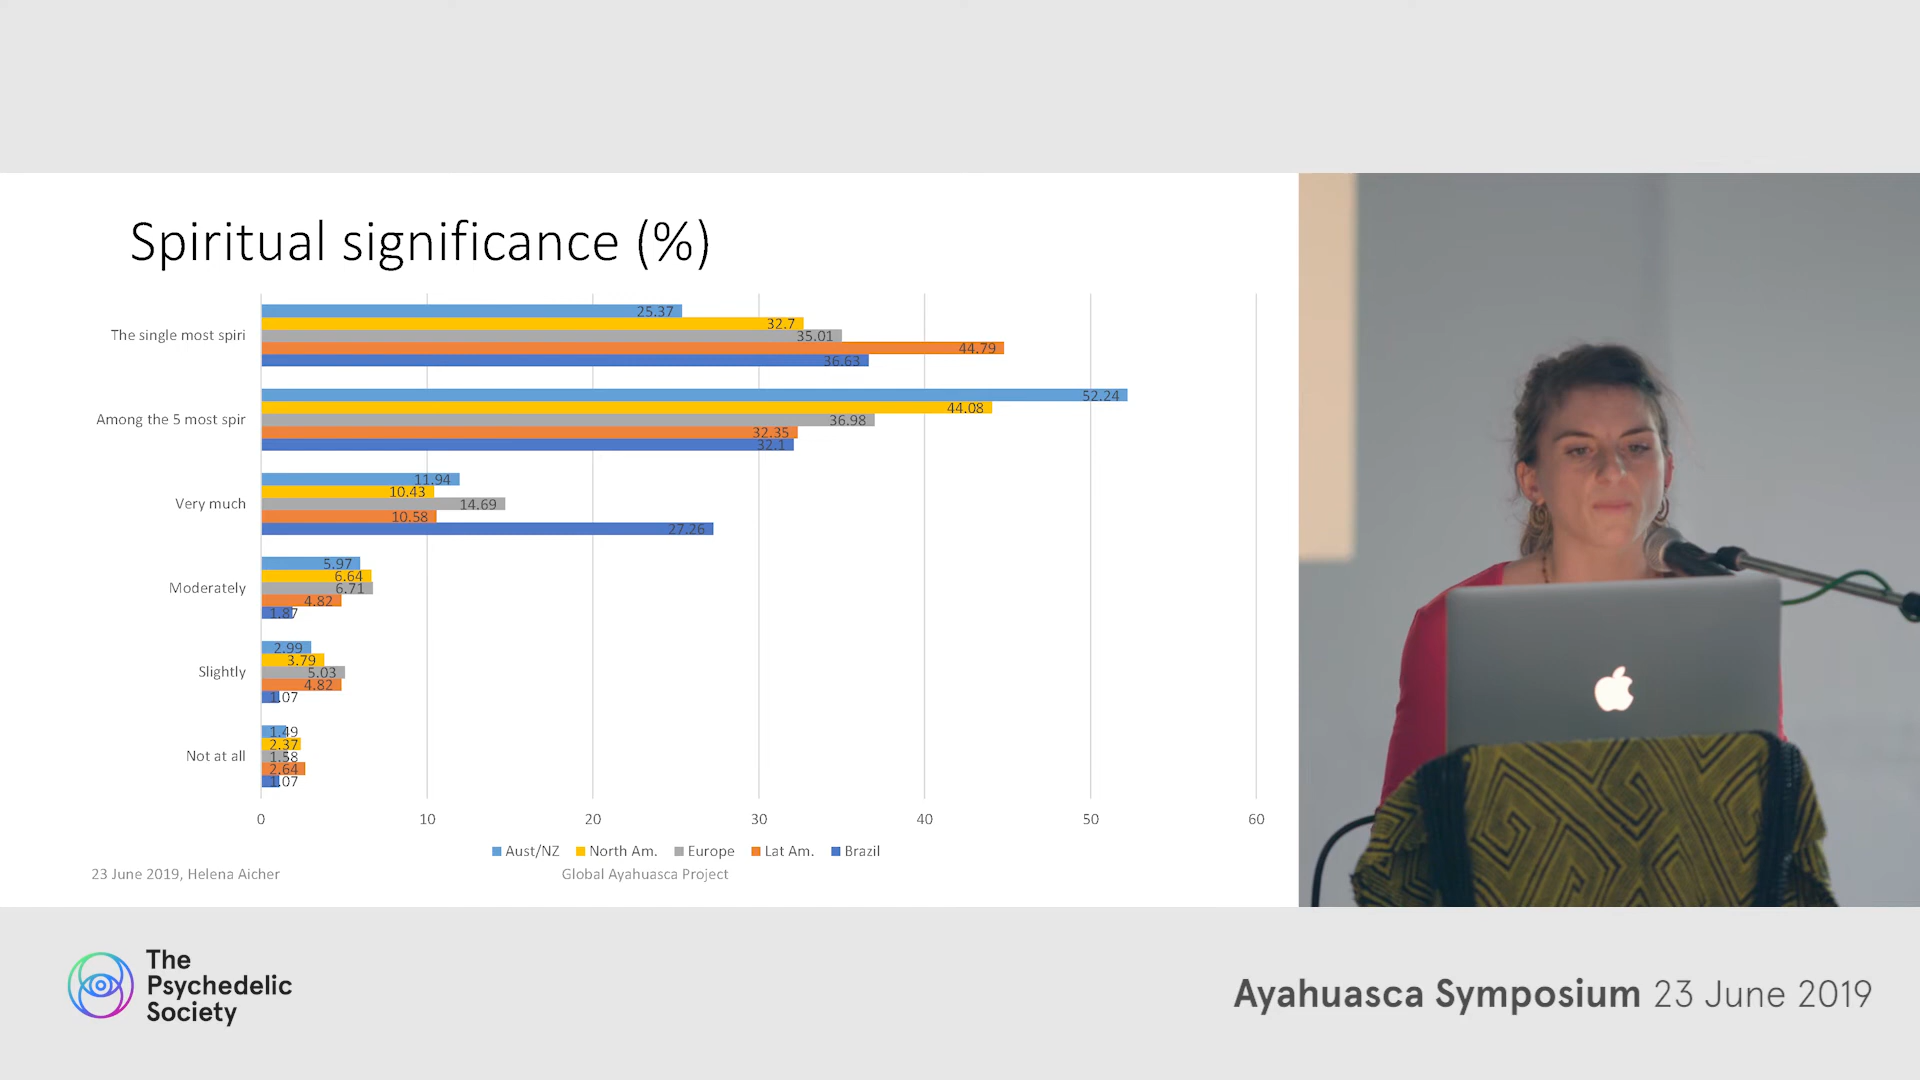 Spiritual significance (%)
The single most spiri
25.37
32.7
35.01
44.79
36.63
Among the 5 most spir
52.24
44.08
36.98
32.35
32.1
Very much
11.94
10.43
14.69
10.58
27.26
Moderately
5.97
6.64
6.71
4.82
1.87
Slightly
2.99
3.79
5.03
4.82
1.07
Not at all
1.49
2.37
1.58
2.64
1.07
0 10 20 30 40 50 60
Aust/NZ North Am. Europe Lat Am. Brazil
23 June 2019, Helena Aicher
Global Ayahuasca Project
The
Psychedelic
Society
Ayahuasca Symposium 23 June 2019